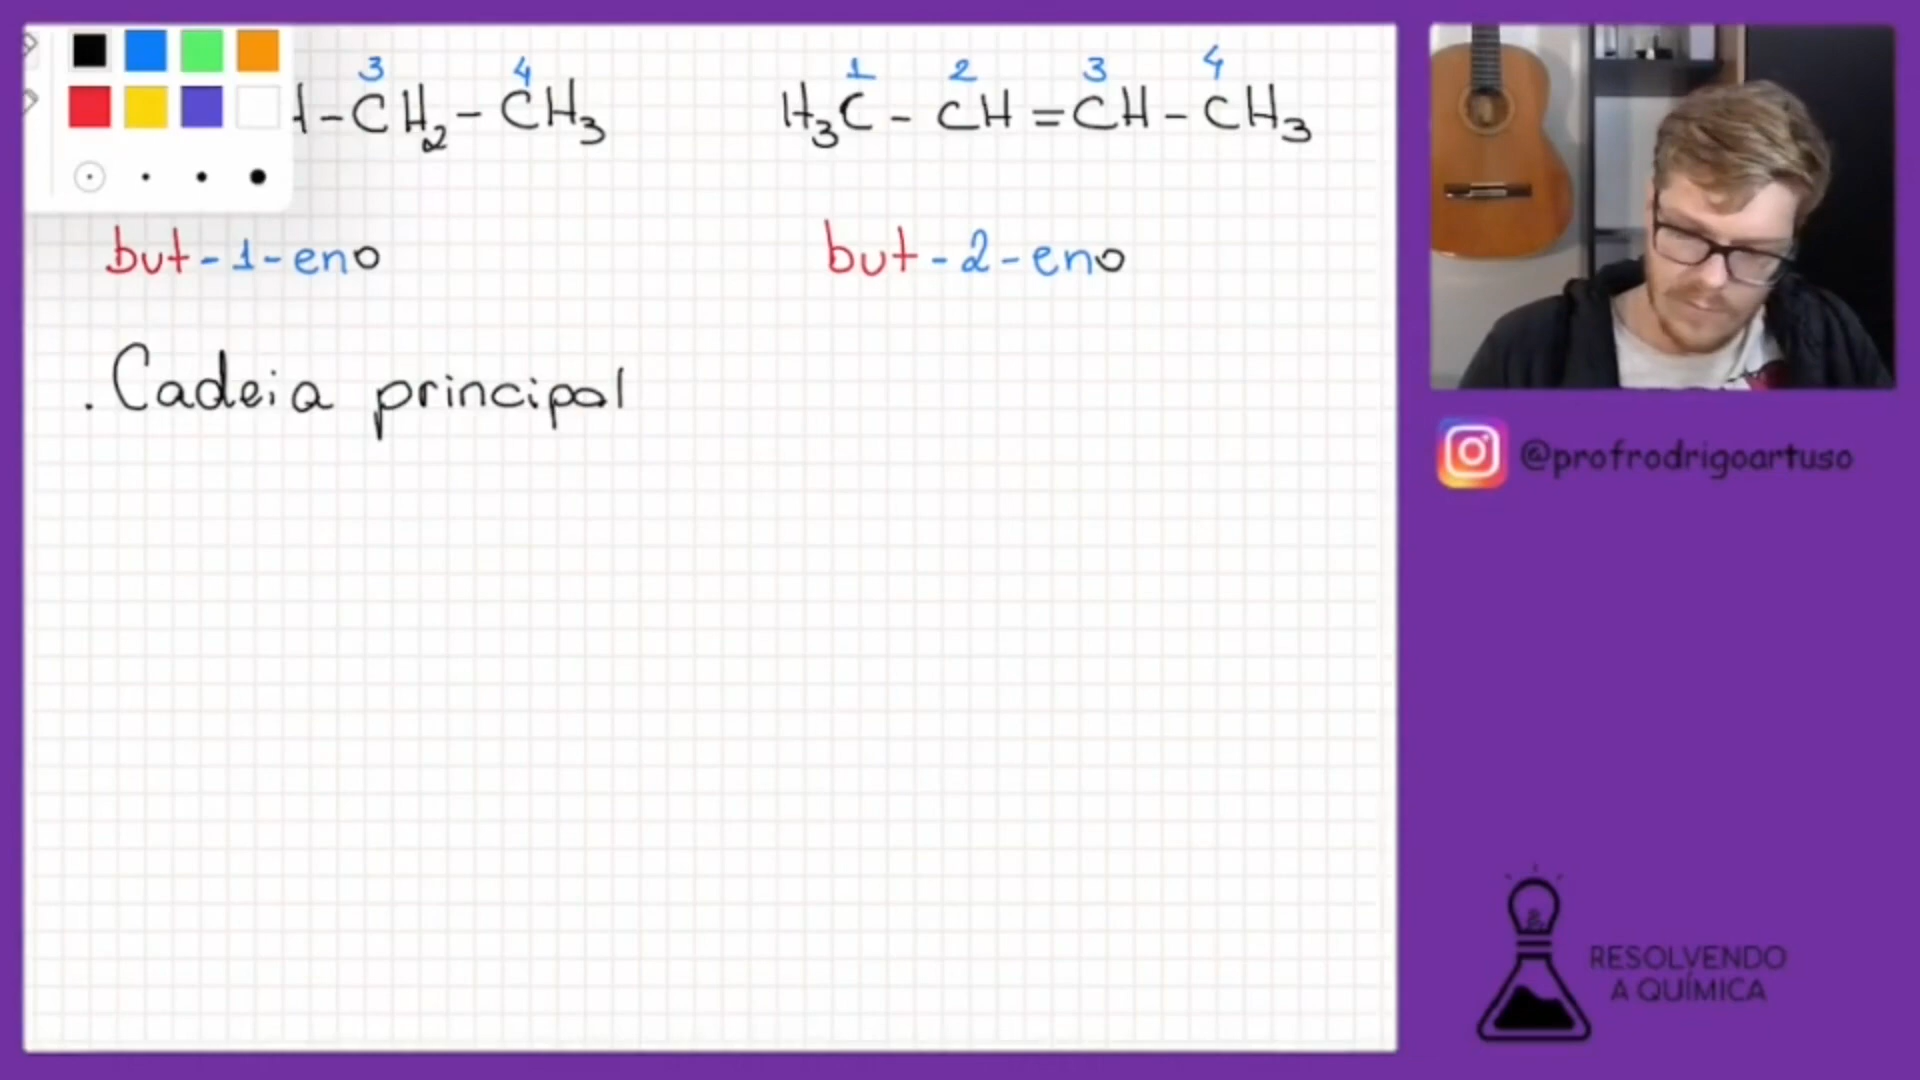 3 4
-CH₂-CH₃
1 2 3 4
H₃C-CH=CH-CH₃
but-1-eno
but-2-eno
. Cadeia principal
@profrodrigoartuso
RESOLVENDO
A QUÍMICA